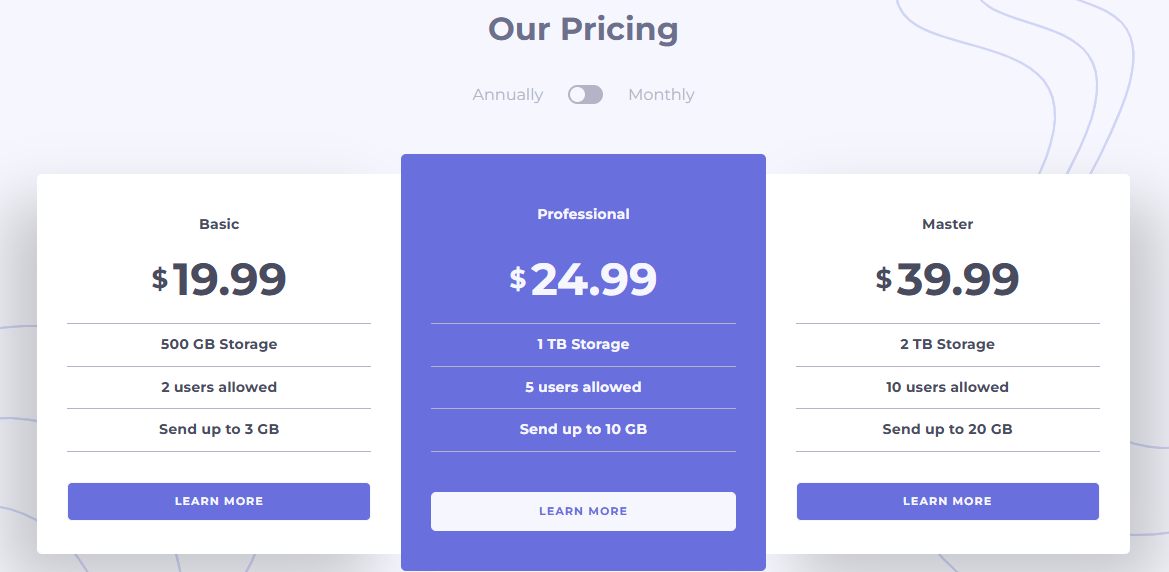 Our Pricing
Annually Monthly
Basic
$19.99
500 GB Storage
2 users allowed
Send up to 3 GB
LEARN MORE
Professional
$24.99
1 TB Storage
5 users allowed
Send up to 10 GB
LEARN MORE
Master
$39.99
2 TB Storage
10 users allowed
Send up to 20 GB
LEARN MORE